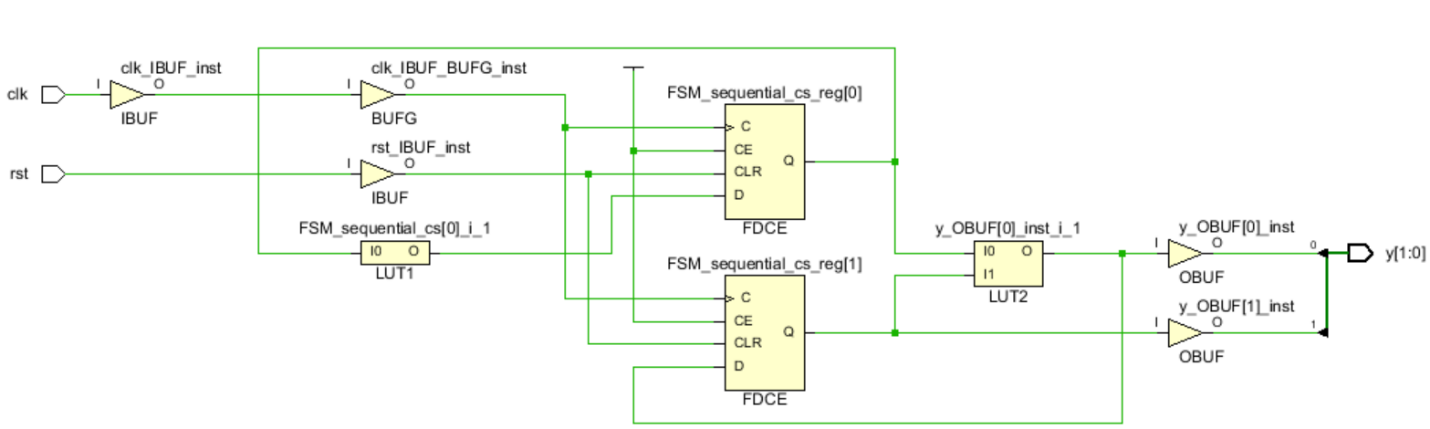 clk
I
clk_IBUF_inst
O
IBUF
I
clk_IBUF_BUFG_inst
O
BUFG
rst
I
rst_IBUF_inst
O
IBUF
FSM_sequential_cs[0]_i_1
I0
O
LUT1
FSM_sequential_cs_reg[0]
C
CE
CLR
D
Q
FDCE
FSM_sequential_cs_reg[1]
C
CE
CLR
D
Q
FDCE
y_OBUF[0]_inst_i_1
I0
O
I1
LUT2
y_OBUF[0]_inst
I
O
OBUF
0
y_OBUF[1]_inst
I
O
OBUF
1
y[1:0]